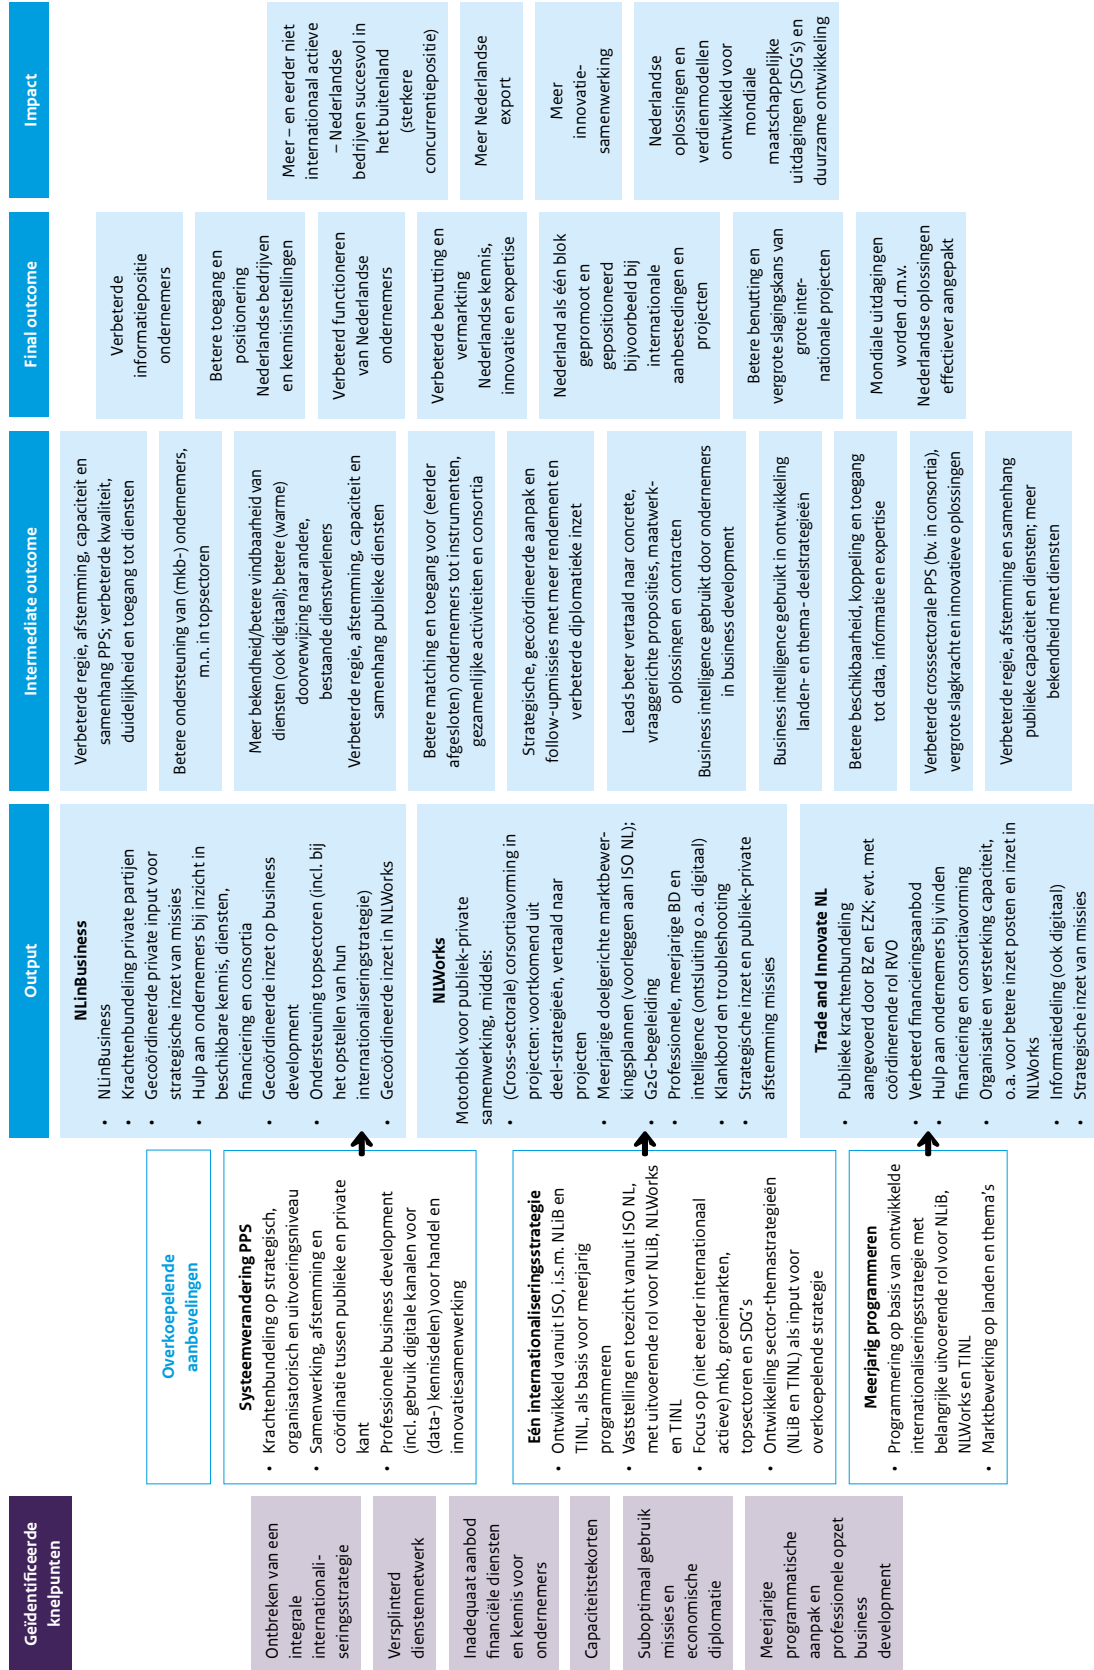 Geïdentificeerde
knelpunten
Ontbreken van een
integrale
internationali-
seringsstrategie
Versplinterd
dienstennetwerk
Inadequaat aanbod
financiële diensten
en kennis voor
ondernemers
Capaciteitstekorten
Suboptimaal gebruik
missies en
economische
diplomatie
Meerjarige
programmatische
aanpak en
professionele opzet
business
development
Overkoepelende
aanbevelingen
Systeemverandering PPS
• Krachtenbundeling op strategisch,
organisatorisch en uitvoeringsniveau
• Samenwerking, afstemming en
coördinatie tussen publieke en private
kant
• Professionele business development
(incl. gebruik digitale kanalen voor
(data-) kennisdelen) voor handel en
innovatiesamenwerking
Eén internationaliseringsstrategie
• Ontwikkeld vanuit ISO, i.s.m. NLiB en
TINL, als basis voor meerjarig
programmeren
• Vaststelling en toezicht vanuit ISO NL,
met uitvoerende rol voor NLiB, NLWorks
en TINL
• Focus op (niet eerder internationaal
actieve) mkb, groeimarkten,
topsectoren en SDG's
• Ontwikkeling sector-themastrategieën
(NLiB en TINL) als input voor
overkoepelende strategie
Meerjarig programmeren
• Programmering op basis van ontwikkelde
internationaliseringsstrategie met
belangrijke uitvoerende rol voor NLiB,
NLWorks en TINL
• Marktbewerking op landen en thema's
Output
NLinBusiness
• NLinBusiness
• Krachtenbundeling private partijen
• Gecoördineerde private input voor
strategische inzet van missies
• Hulp aan ondernemers bij inzicht in
beschikbare kennis, diensten,
financiering en consortia
• Gecoördineerde inzet op business
development
• Ondersteuning topsectoren (incl. bij
het opstellen van hun
internationaliseringstrategie)
• Gecoördineerde inzet in NLWorks
NLWorks
Motorblok voor publiek-private
samenwerking, middels:
• (Cross-sectorale) consortiavorming in
projecten: voortkomend uit
deel-strategieën, vertaald naar
projecten
• Meerjarige doelgerichte marktbewer-
kingsplannen (voorleggen aan ISO NL);
• G2G-begeleiding
• Professionele, meerjarige BD en
intelligence (ontsluiting o.a. digitaal)
• Klankbord en troubleshooting
• Strategische inzet en publiek-private
afstemming missies
Trade and Innovate NL
• Publieke krachtenbundeling
aangevoerd door BZ en EZK; evt. met
coördinerende rol RVO
• Verbeterd financieringsaanbod
• Hulp aan ondernemers bij vinden
financiering en consortiavorming
• Organisatie en versterking capaciteit,
o.a. voor betere inzet posten en inzet in
NLWorks
• Informatiedeling (ook digitaal)
• Strategische inzet van missies
Intermediate outcome
Verbeterde regie, afstemming, capaciteit en
samenhang PPS; verbeterde kwaliteit,
duidelijkheid en toegang tot diensten
Betere ondersteuning van (mkb-) ondernemers,
m.n. in topsectoren
Meer bekendheid/betere vindbaarheid van
diensten (ook digitaal); betere (warme)
doorverwijzing naar andere,
bestaande dienstverleners
Verbeterde regie, afstemming, capaciteit en
samenhang publieke diensten
Betere matching en toegang voor (eerder
afgesloten) ondernemers tot instrumenten,
gezamenlijke activiteiten en consortia
Strategische, gecoördineerde aanpak en
follow-upmissies met meer rendement en
verbeterde diplomatieke inzet
Leads beter vertaald naar concrete,
vraaggerichte proposities, maatwerk-
oplossingen en contracten
Business intelligence gebruikt door ondernemers
in business development
Business intelligence gebruikt in ontwikkeling
landen- en thema- deelstrategieën
Betere beschikbaarheid, koppeling en toegang
tot data, informatie en expertise
Verbeterde crosssectorale PPS (bv. in consortia),
vergrote slagkracht en innovatieve oplossingen
Verbeterde regie, afstemming en samenhang
publieke capaciteit en diensten; meer
bekendheid met diensten
Final outcome
Verbeterde
informatiepositie
ondernemers
Betere toegang en
positionering
Nederlandse bedrijven
en kennisinstellingen
Verbeterd functioneren
van Nederlandse
ondernemers
Verbeterde benutting en
vermarkting
Nederlandse kennis,
innovatie en expertise
Nederland als één blok
gepromoot en
gepositioneerd
bijvoorbeeld bij
internationale
aanbestedingen en
projecten
Betere benutting en
vergrote slagingskans van
grote inter-
nationale projecten
Mondiale uitdagingen
worden d.m.v.
Nederlandse oplossingen
effectiever aangepakt
Impact
Meer – en eerder niet
internationaal actieve
– Nederlandse
bedrijven succesvol in
het buitenland
(sterkere
concurrentiepositie)
Meer Nederlandse
export
Meer
innovatie-
samenwerking
Nederlandse
oplossingen en
verdienmodellen
ontwikkeld voor
mondiale
maatschappelijke
uitdagingen (SDG's) en
duurzame ontwikkeling